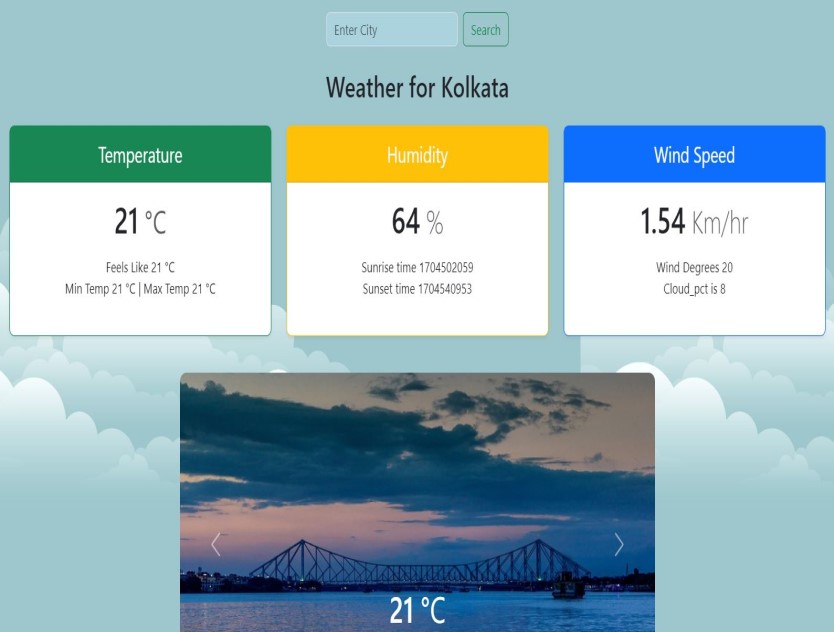 Enter City
Search
Weather for Kolkata
Temperature
21 °C
Feels Like 21 °C
Min Temp 21 °C | Max Temp 21 °C
Humidity
64 %
Sunrise time 1704502059
Sunset time 1704540953
Wind Speed
1.54 Km/hr
Wind Degrees 20
Cloud_pct is 8
21 °C